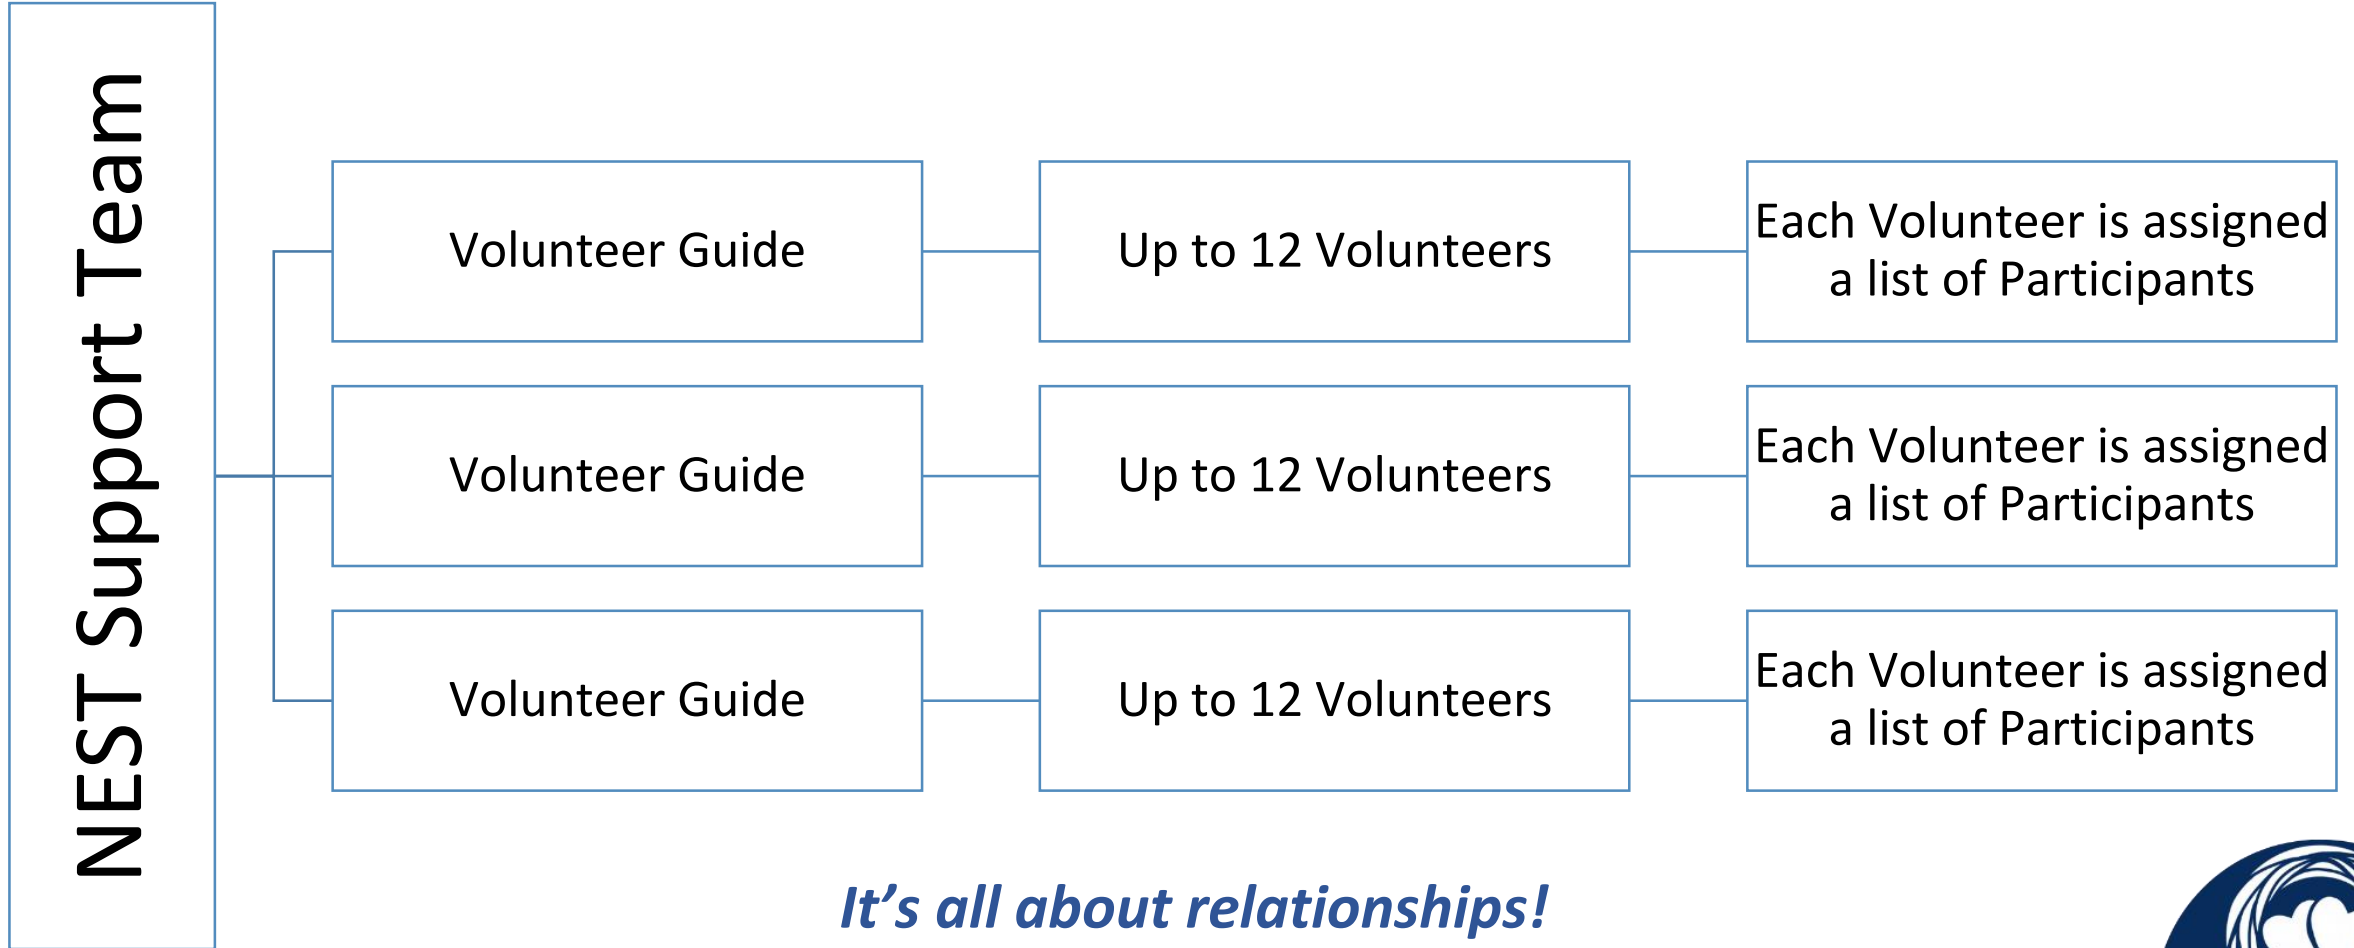 NEST Support Team
Volunteer Guide
Up to 12 Volunteers
Each Volunteer is assigned
a list of Participants
Volunteer Guide
Up to 12 Volunteers
Each Volunteer is assigned
a list of Participants
Volunteer Guide
Up to 12 Volunteers
Each Volunteer is assigned
a list of Participants
It’s all about relationships!